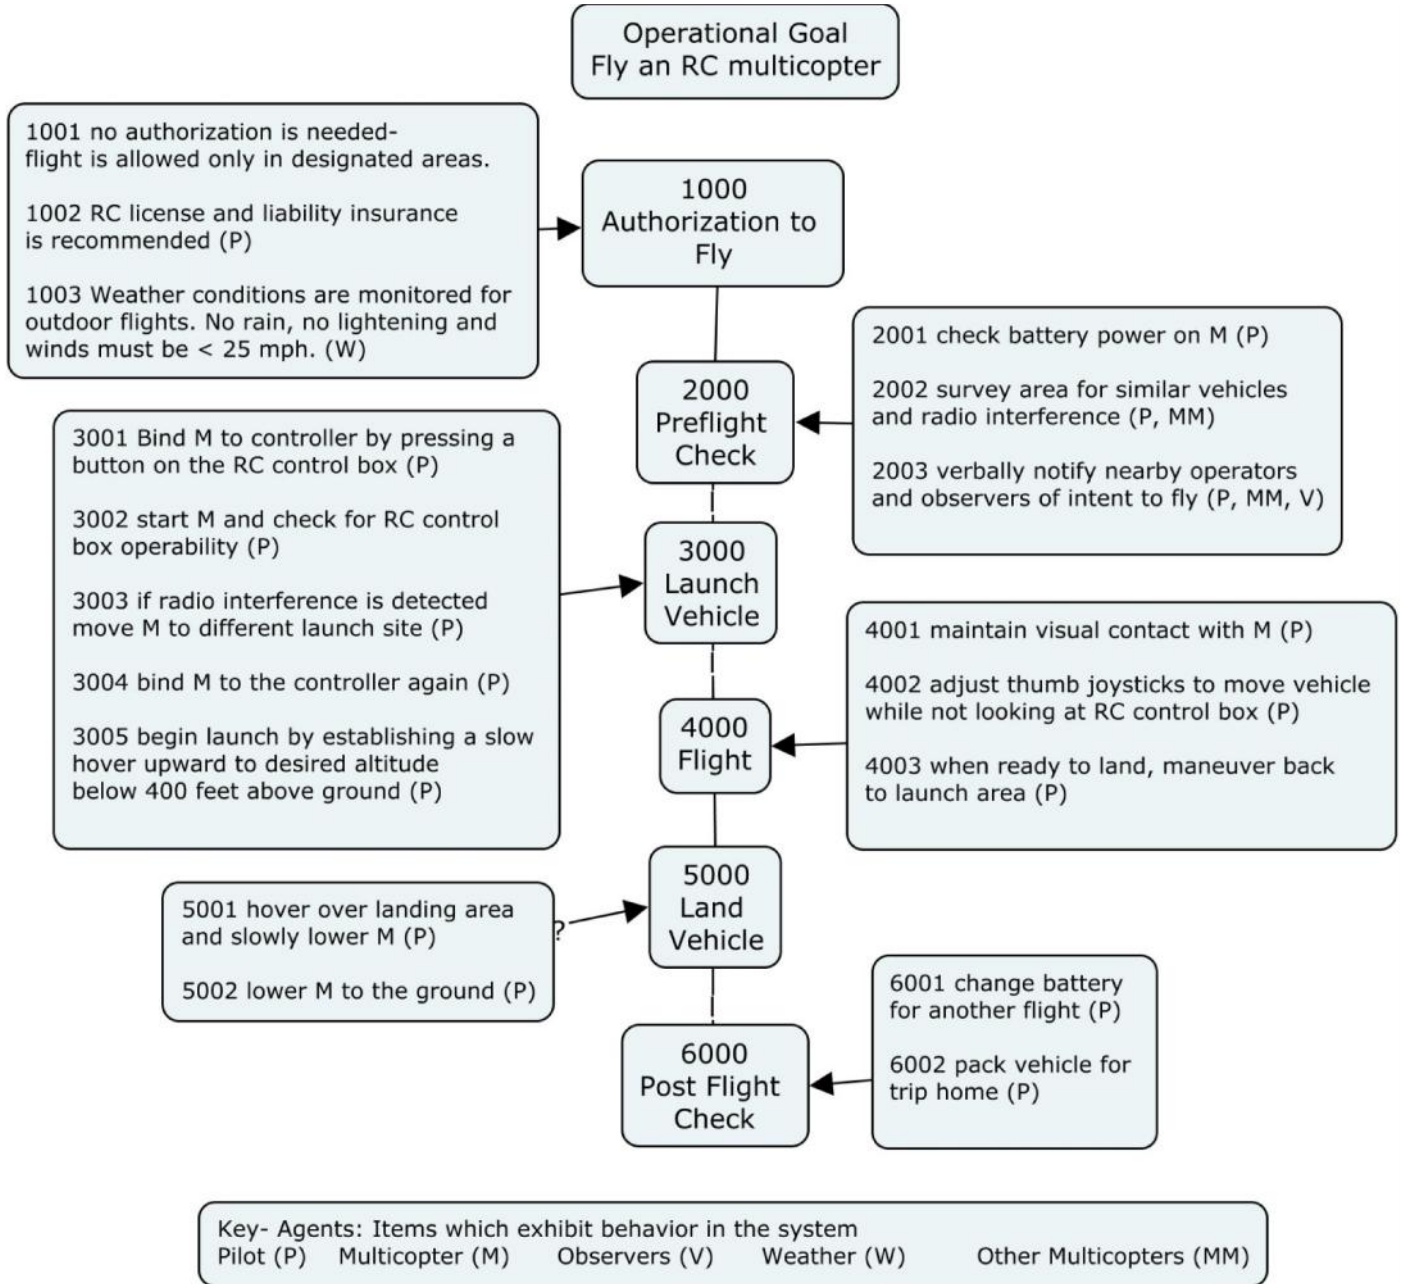 Operational Goal
Fly an RC multicopter
1001 no authorization is needed-
flight is allowed only in designated areas.
1002 RC license and liability insurance
is recommended (P)
1003 Weather conditions are monitored for
outdoor flights. No rain, no lightening and
winds must be < 25 mph. (W)
1000
Authorization to
Fly
2000
Preflight
Check
2001 check battery power on M (P)
2002 survey area for similar vehicles
and radio interference (P, MM)
2003 verbally notify nearby operators
and observers of intent to fly (P, MM, V)
3001 Bind M to controller by pressing a
button on the RC control box (P)
3002 start M and check for RC control
box operability (P)
3003 if radio interference is detected
move M to different launch site (P)
3004 bind M to the controller again (P)
3005 begin launch by establishing a slow
hover upward to desired altitude
below 400 feet above ground (P)
3000
Launch
Vehicle
4000
Flight
4001 maintain visual contact with M (P)
4002 adjust thumb joysticks to move vehicle
while not looking at RC control box (P)
4003 when ready to land, maneuver back
to launch area (P)
5001 hover over landing area
and slowly lower M (P)
5002 lower M to the ground (P)
?
5000
Land
Vehicle
6000
Post Flight
Check
6001 change battery
for another flight (P)
6002 pack vehicle for
trip home (P)
Key- Agents: Items which exhibit behavior in the system
Pilot (P) Multicopter (M) Observers (V) Weather (W) Other Multicopters (MM)